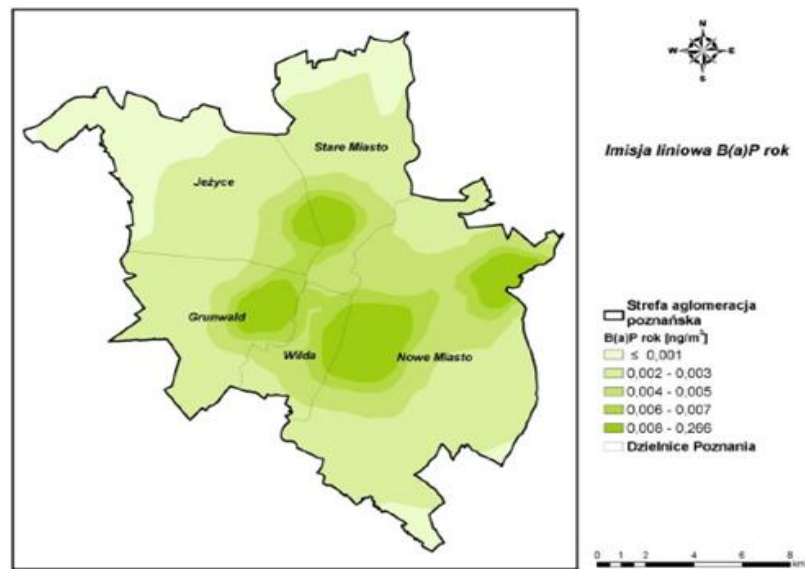 N
W E
S
Imisja liniowa B(a)P rok
Stare Miasto
Jeżyce
Grunwald
Wilda
Nowe Miasto
Strefa aglomeracja
poznańska
B(a)P rok [ng/m³]
≤ 0,001
0,002 - 0,003
0,004 - 0,005
0,006 - 0,007
0,008 - 0,266
Dzielnice Poznania
0 1 2 4 6 8
km